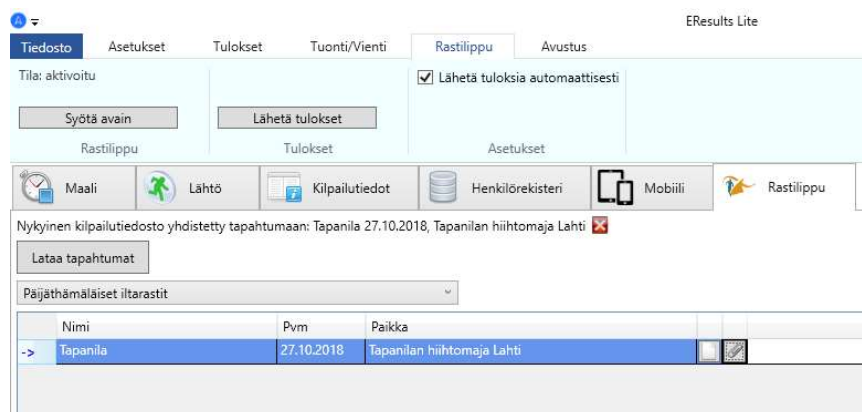 EResults Lite
Tiedosto Asetukset Tulokset Tuonti/Vienti Rastilippu Avustus
Tila: aktivoitu
Lähetä tuloksia automaattisesti
Syötä avain Lähetä tulokset
Rastilippu Tulokset Asetukset
Maali Lähtö Kilpailutiedot Henkilörekisteri Mobiili Rastilippu
Nykyinen kilpailutiedosto yhdistetty tapahtumaan: Tapanila 27.10.2018, Tapanilan hiihtomaja Lahti
Lataa tapahtumat
Päijäthämäläiset iltarastit
Nimi Pvm Paikka
-> Tapanila 27.10.2018 Tapanilan hiihtomaja Lahti